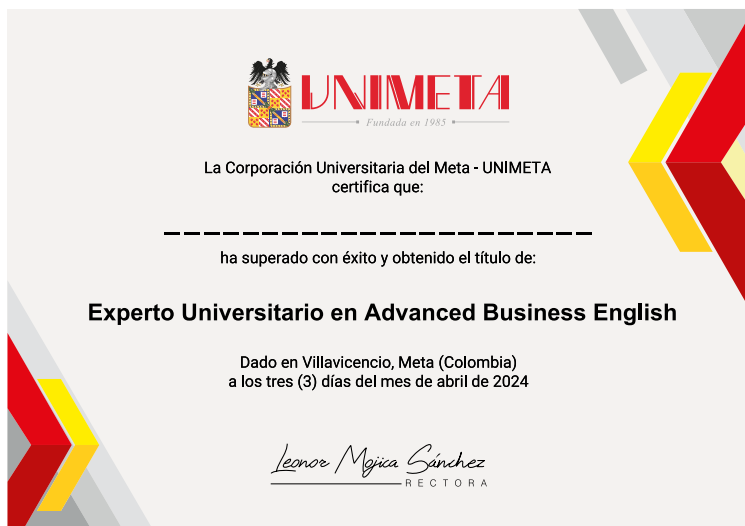 UNIMETA
Fundada en 1985
La Corporación Universitaria del Meta - UNIMETA
certifica que:
ha superado con éxito y obtenido el título de:
Experto Universitario en Advanced Business English
Dado en Villavicencio, Meta (Colombia)
a los tres (3) días del mes de abril de 2024
Leonor Mojica Sánchez
RECTORA